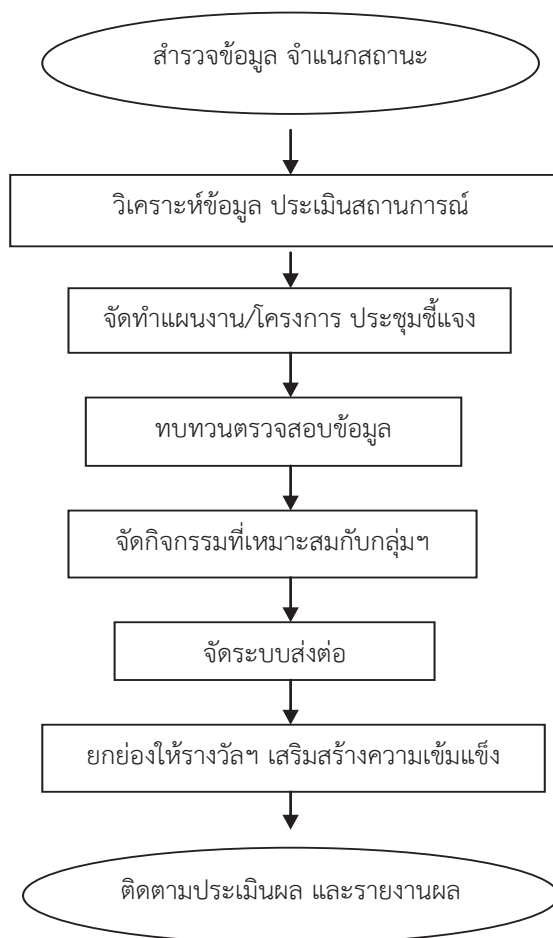 สำรวจข้อมูล จำแนกสถานะ
วิเคราะห์ข้อมูล ประเมินสถานการณ์
จัดทำแผนงาน/โครงการ ประชุมชี้แจง
ทบทวนตรวจสอบข้อมูล
จัดกิจกรรมที่เหมาะสมกับกลุ่มฯ
จัดระบบส่งต่อ
ยกย่องให้รางวัลฯ เสริมสร้างความเข้มแข็ง
ติดตามประเมินผล และรายงานผล